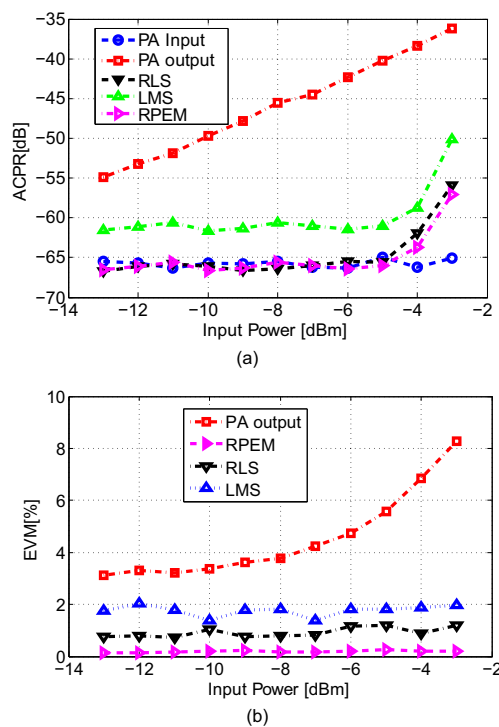 −35
−40
−45
−50
−55
−60
−65
−70
ACPR[dB]
PA Input
PA output
RLS
LMS
RPEM
−14 −12 −10 −8 −6 −4 −2
Input Power [dBm]
(a)
10
8
6
4
2
0
EVM[%]
PA output
RPEM
RLS
LMS
−14 −12 −10 −8 −6 −4 −2
Input Power [dBm]
(b)